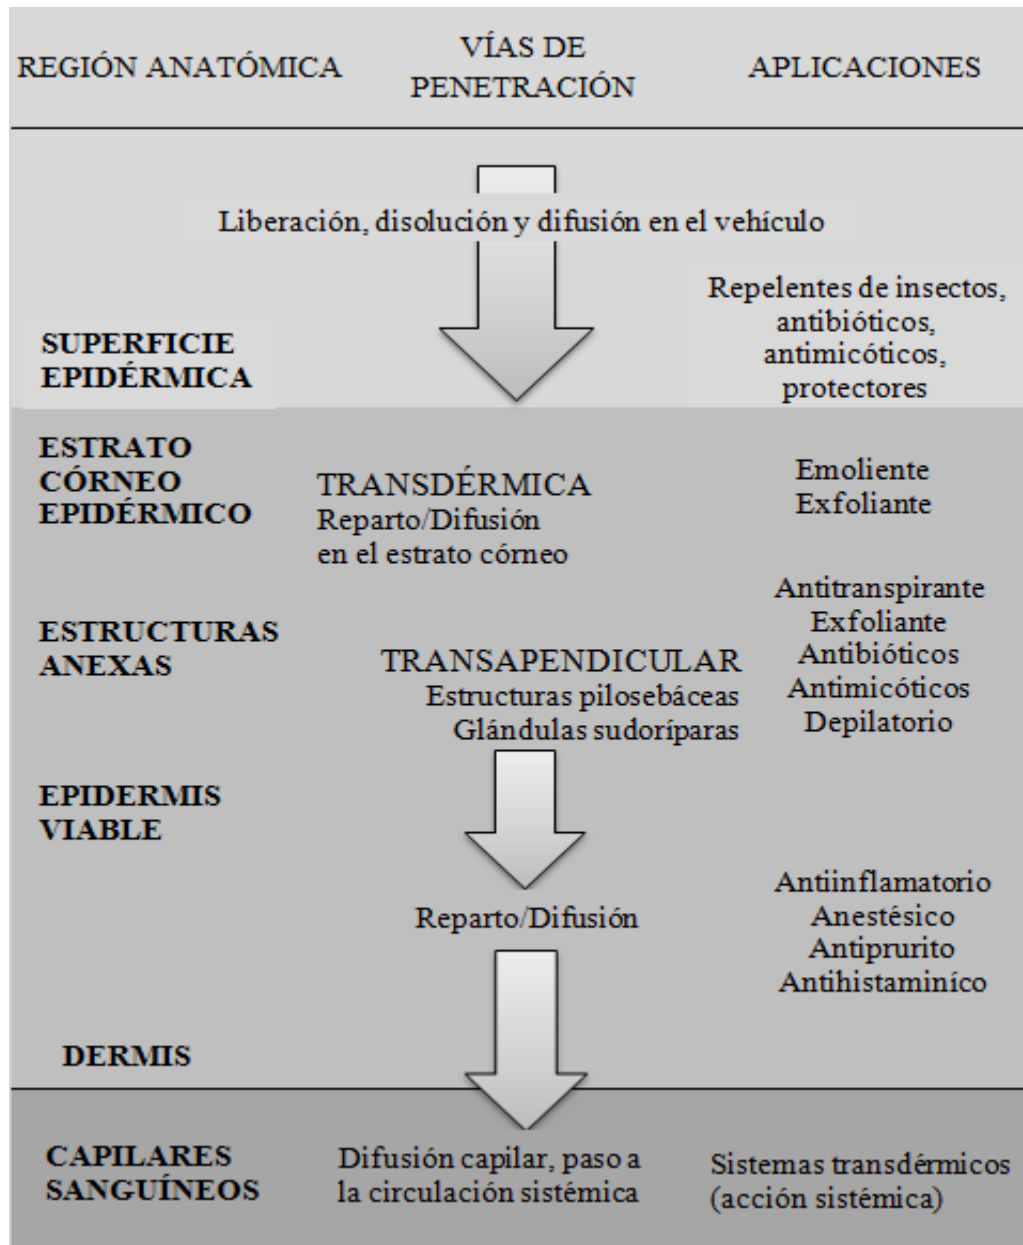 REGIÓN ANATÓMICA
VÍAS DE
PENETRACIÓN
APLICACIONES
Liberación, disolución y difusión en el vehículo
SUPERFICIE
EPIDÉRMICA
Repelentes de insectos,
antibióticos,
antimicóticos,
protectores
ESTRATO
CÓRNEO
EPIDÉRMICO
TRANSDÉRMICA
Reparto/Difusión
en el estrato córneo
Emoliente
Exfoliante
ESTRUCTURAS
ANEXAS
TRANSAPENDICULAR
Estructuras pilosebáceas
Glándulas sudoríparas
Antitranspirante
Exfoliante
Antibióticos
Antimicóticos
Depilatorio
EPIDERMIS
VIABLE
Reparto/Difusión
Antiinflamatorio
Anestésico
Antiprurito
Antihistaminíco
DERMIS
CAPILARES
SANGUÍNEOS
Difusión capilar, paso a
la circulación sistémica
Sistemas transdérmicos
(acción sistémica)